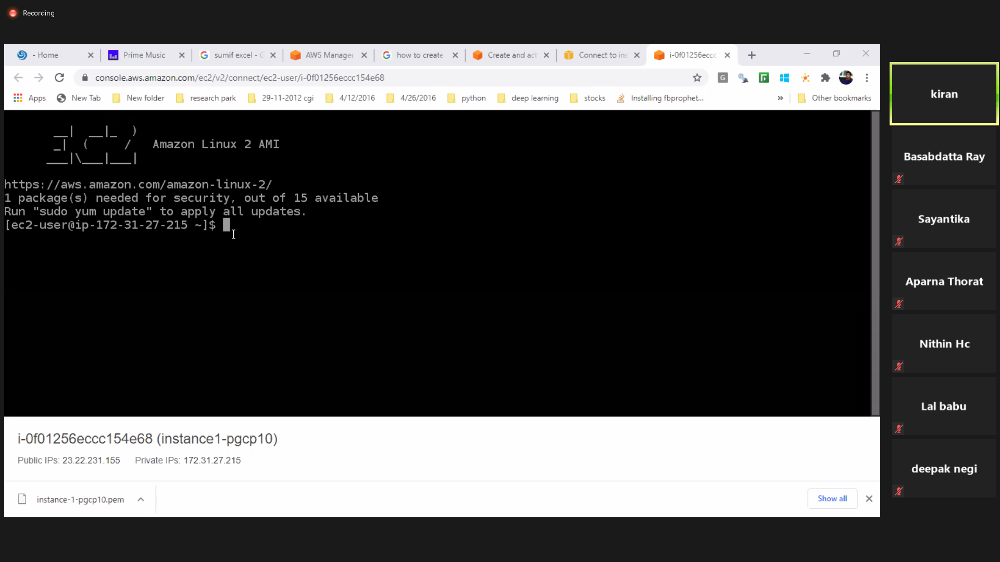 Recording
- Home
Prime Music
sumif excel - G
AWS Manage
how to create
Create and act
Connect to ins
i-0f01256eccc
console.aws.amazon.com/ec2/v2/connect/ec2-user/i-0f01256eccc154e68
G
Apps
New Tab
New folder
research park
29-11-2012 cgi
4/12/2016
4/26/2016
python
deep learning
stocks
Installing fbprophet...
»
Other bookmarks
__|  __|_  )
_|  (     /   Amazon Linux 2 AMI
___|\___|___|
https://aws.amazon.com/amazon-linux-2/
1 package(s) needed for security, out of 15 available
Run "sudo yum update" to apply all updates.
[ec2-user@ip-172-31-27-215 ~]$
i-0f01256eccc154e68 (instance1-pgcp10)
Public IPs: 23.22.231.155 Private IPs: 172.31.27.215
instance-1-pgcp10.pem
Show all
kiran
Basabdatta Ray
Sayantika
Aparna Thorat
Nithin Hc
Lal babu
deepak negi